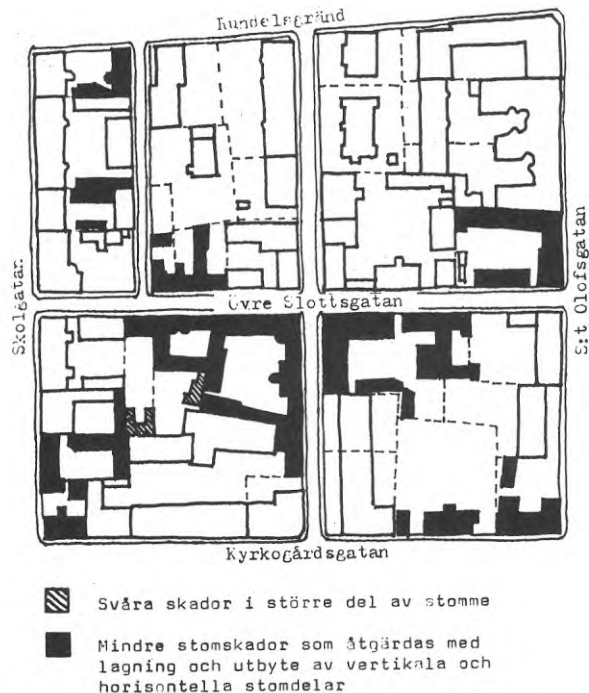 Rundelsgränd
Skolgatan
Övre Slottsgatan
S:t Olofsgatan
Kyrkogårdsgatan
Svåra skador i större del av stomme
Mindre stomskador som åtgärdas med
lagning och utbyte av vertikala och
horisontella stomdelar